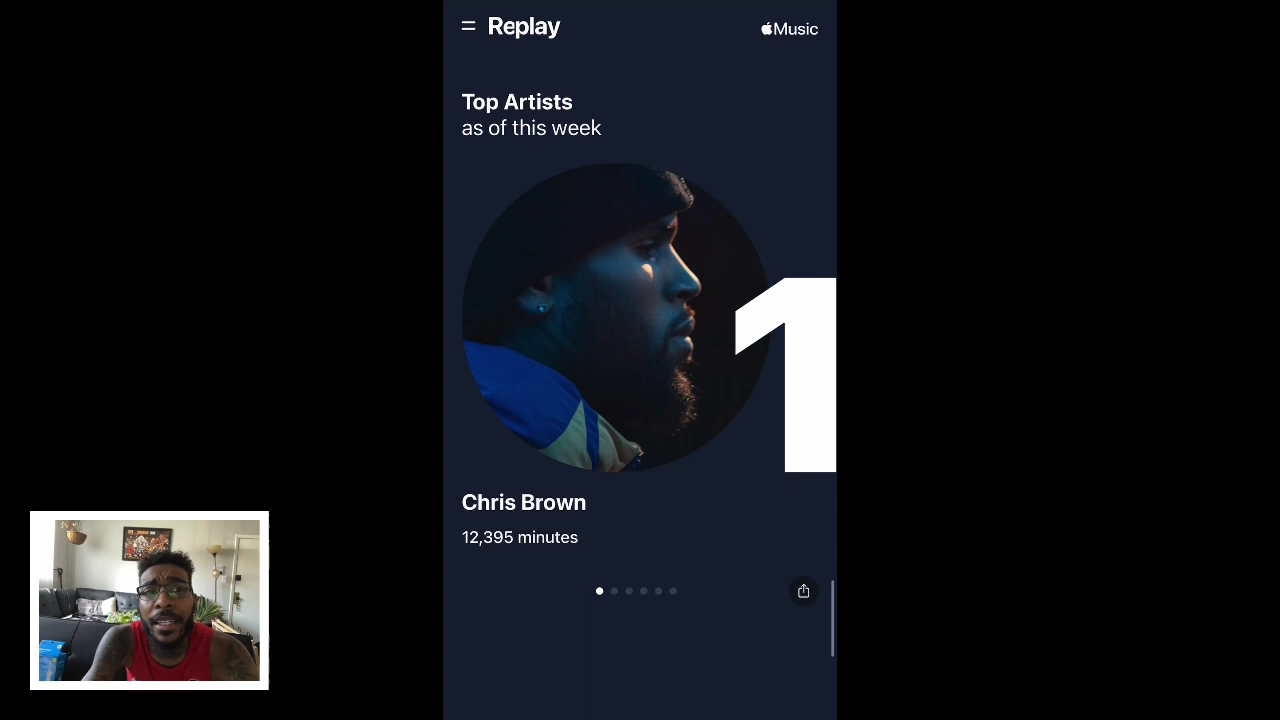 Replay
Music
Top Artists
as of this week
1
Chris Brown
12,395 minutes